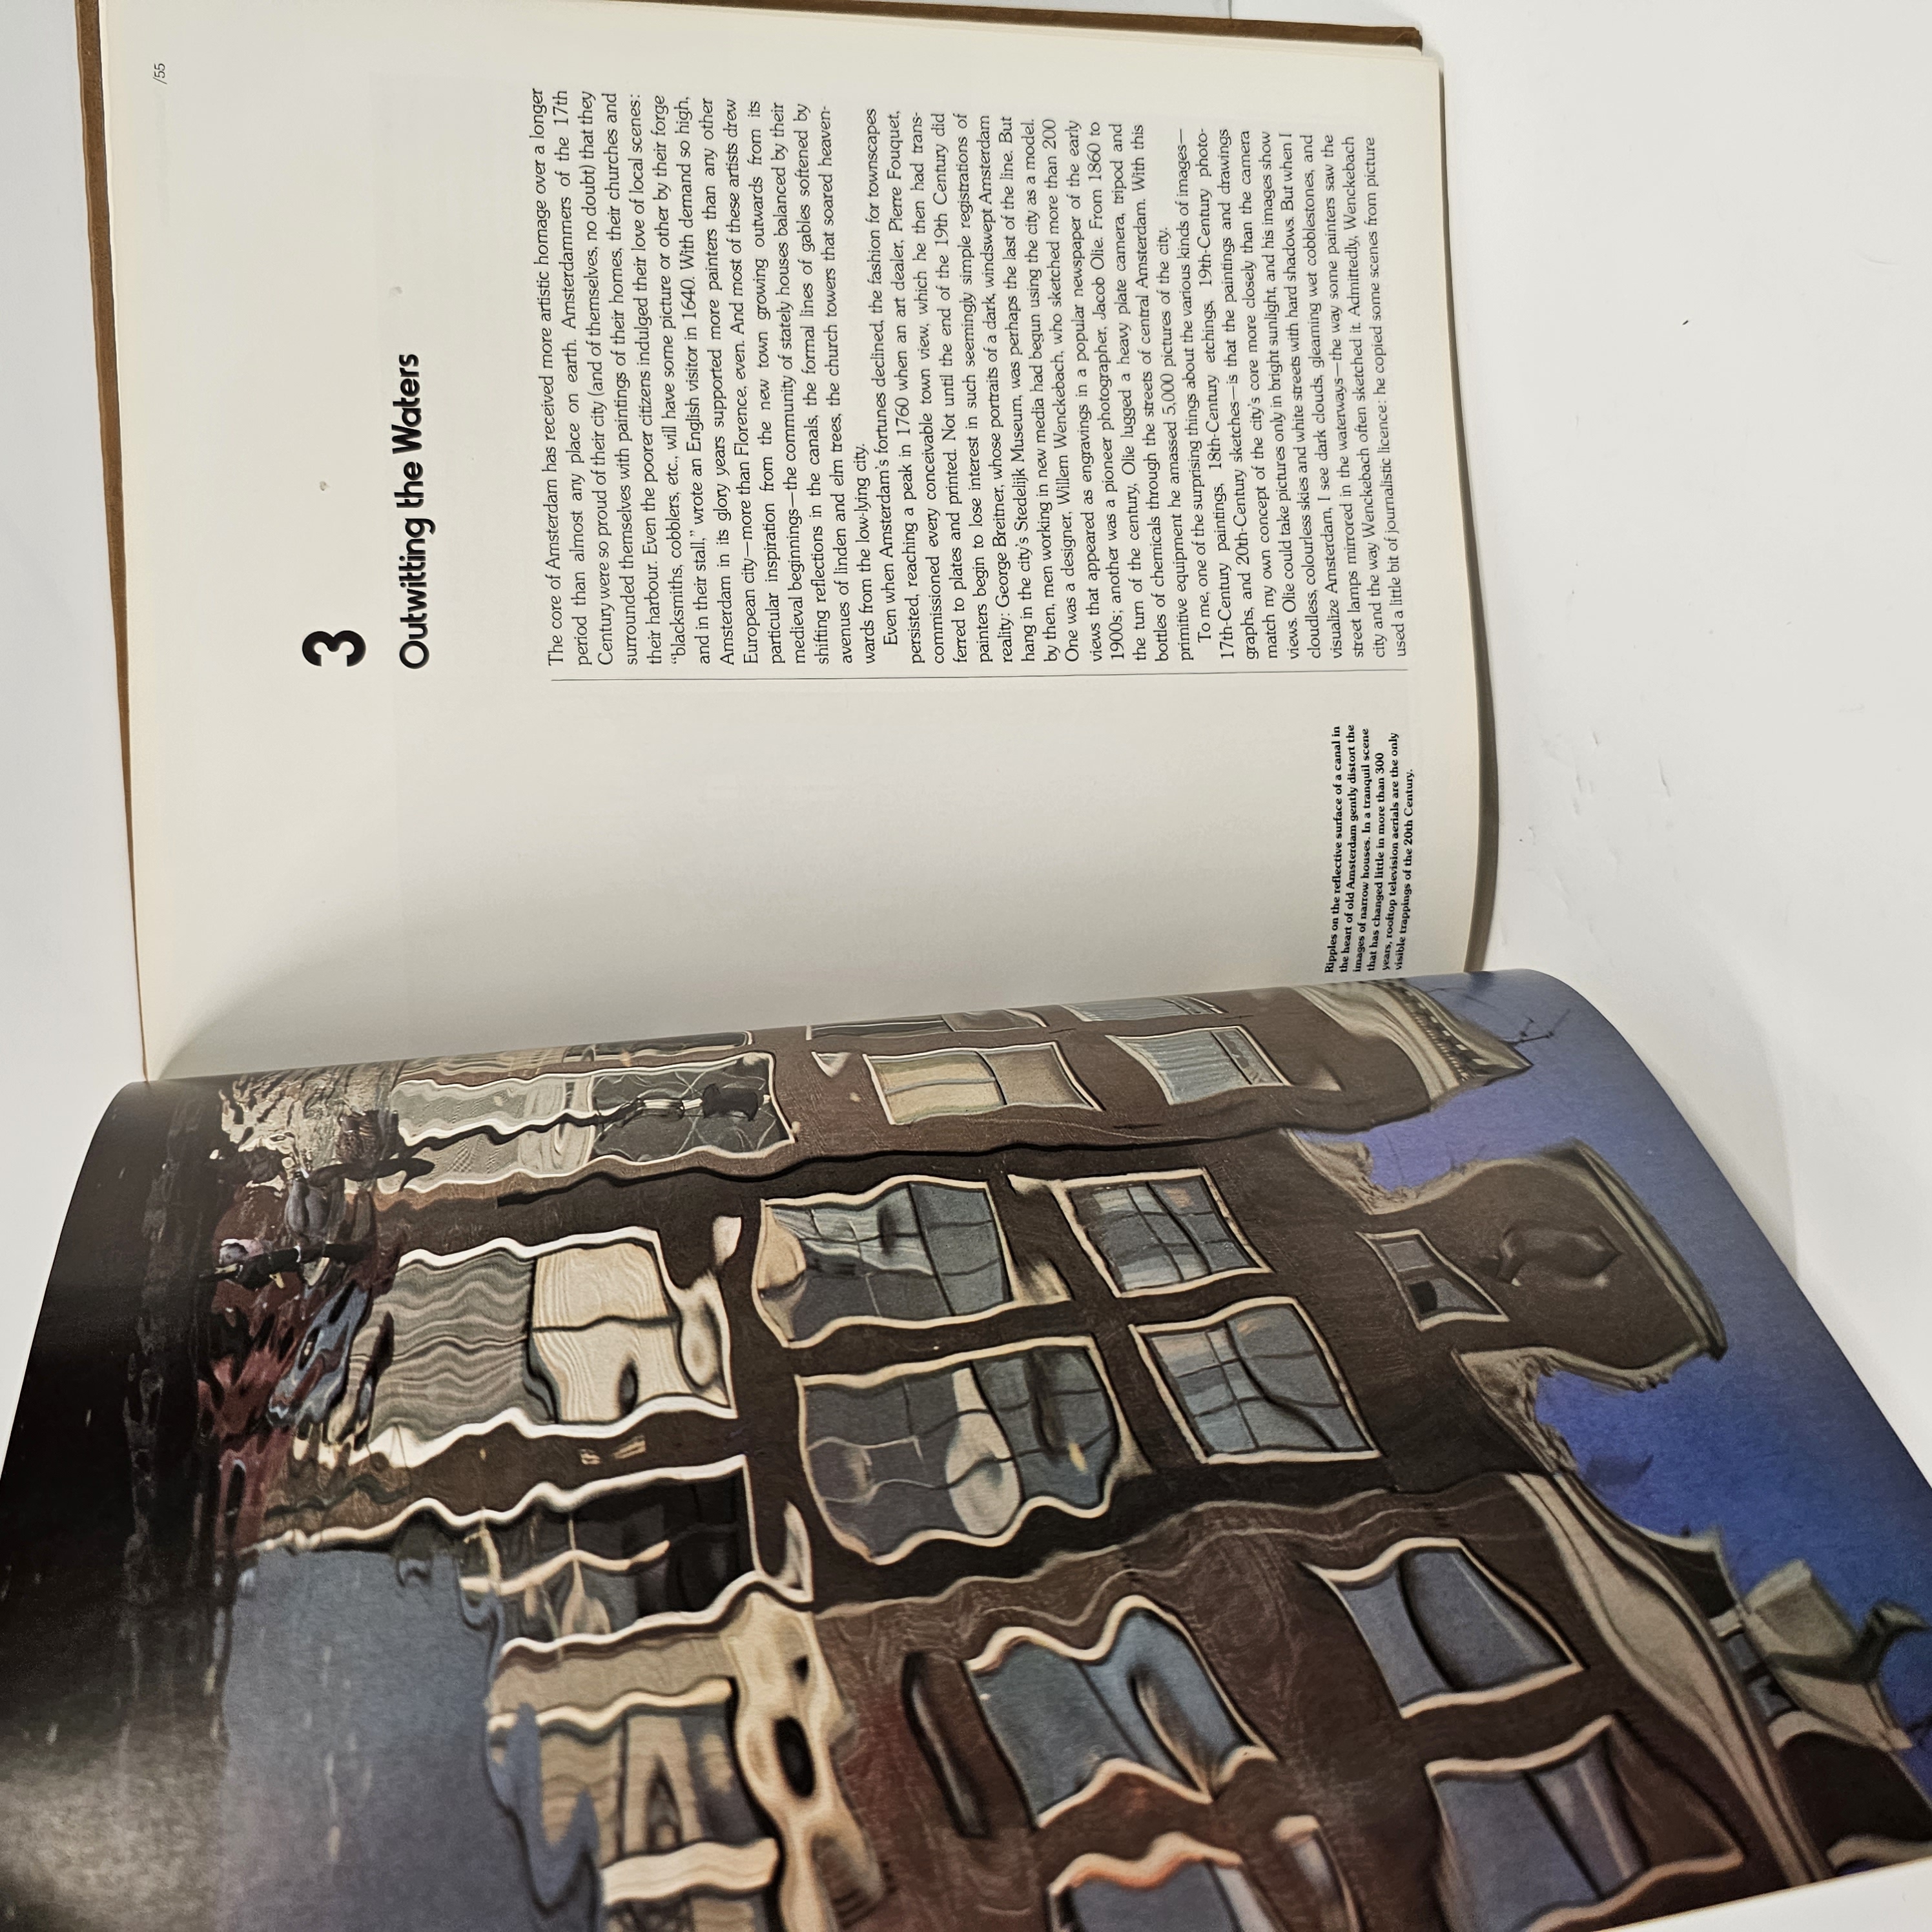 /55
3
Outwitting the Waters
The core of Amsterdam has received more artistic homage over a longer
period than almost any place on earth. Amsterdammers of the 17th
Century were so proud of their city (and of themselves, no doubt) that they
surrounded themselves with paintings of their homes, their churches and
their harbour. Even the poorer citizens indulged their love of local scenes:
“blacksmiths, cobblers, etc., will have some picture or other by their forge
and in their stall,” wrote an English visitor in 1640. With demand so high,
Amsterdam in its glory years supported more painters than any other
European city—more than Florence, even. And most of these artists drew
particular inspiration from the new town growing outwards from its
medieval beginnings—the community of stately houses balanced by their
shifting reflections in the canals, the formal lines of gables softened by
avenues of linden and elm trees, the church towers that soared heaven-
wards from the low-lying city.
Even when Amsterdam's fortunes declined, the fashion for townscapes
persisted, reaching a peak in 1760 when an art dealer, Pierre Fouquet,
commissioned every conceivable town view, which he then had trans-
ferred to plates and printed. Not until the end of the 19th Century did
painters begin to lose interest in such seemingly simple registrations of
reality: George Breitner, whose portraits of a dark, windswept Amsterdam
hang in the city's Stedelijk Museum, was perhaps the last of the line. But
by then, men working in new media had begun using the city as a model.
One was a designer, Willem Wenckebach, who sketched more than 200
views that appeared as engravings in a popular newspaper of the early
1900s; another was a pioneer photographer, Jacob Olie. From 1860 to
the turn of the century, Olie lugged a heavy plate camera, tripod and
bottles of chemicals through the streets of central Amsterdam. With this
primitive equipment he amassed 5,000 pictures of the city.
To me, one of the surprising things about the various kinds of images—
17th-Century paintings, 18th-Century etchings, 19th-Century photo-
graphs, and 20th-Century sketches—is that the paintings and drawings
match my own concept of the city's core more closely than the camera
views. Olie could take pictures only in bright sunlight, and his images show
cloudless, colourless skies and white streets with hard shadows. But when I
visualize Amsterdam, I see dark clouds, gleaming wet cobblestones, and
street lamps mirrored in the waterways—the way some painters saw the
city and the way Wenckebach often sketched it. Admittedly, Wenckebach
used a little bit of journalistic licence: he copied some scenes from picture
Ripples on the reflective surface of a canal in
the heart of old Amsterdam gently distort the
images of narrow houses. In a tranquil scene
that has changed little in more than 300
years, rooftop television aerials are the only
visible trappings of the 20th Century.